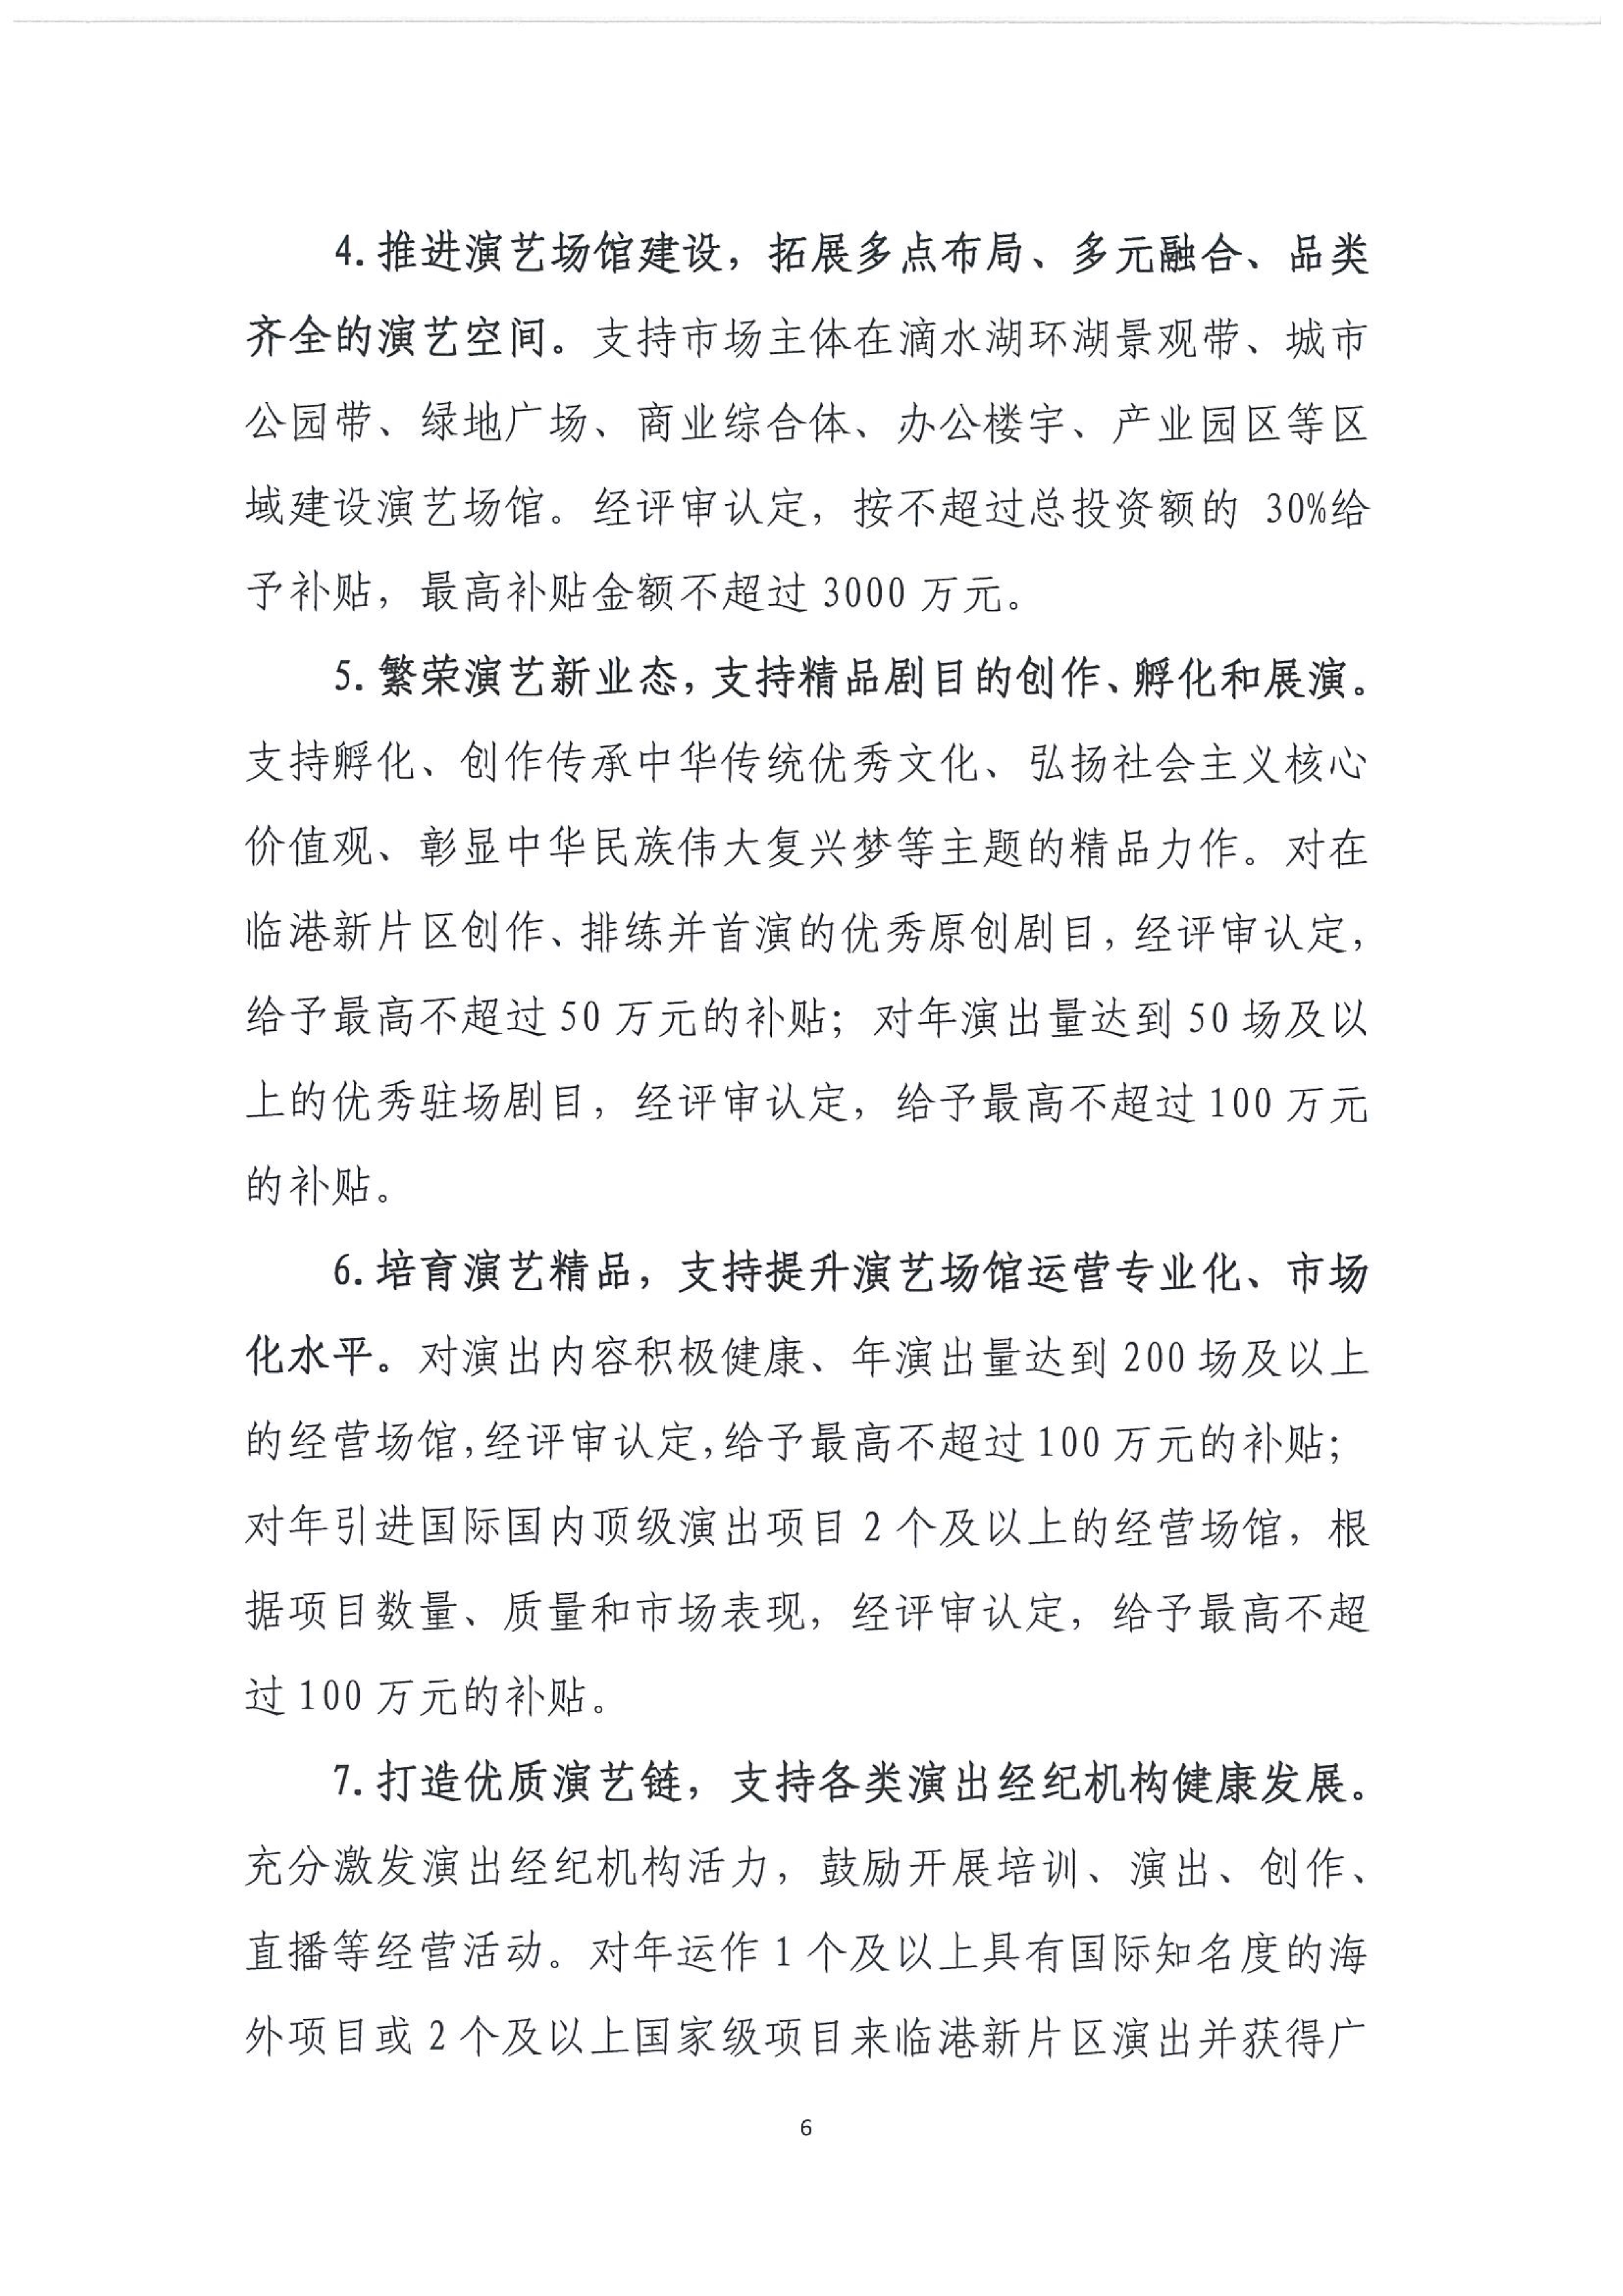 4. 推进演艺场馆建设，拓展多点布局、多元融合、品类
齐全的演艺空间。支持市场主体在滴水湖环湖景观带、城市
公园带、绿地广场、商业综合体、办公楼宇、产业园区等区
域建设演艺场馆。经评审认定，按不超过总投资额的 30%给
予补贴，最高补贴金额不超过 3000 万元。
5. 繁荣演艺新业态，支持精品剧目的创作、孵化和展演。
支持孵化、创作传承中华传统优秀文化、弘扬社会主义核心
价值观、彰显中华民族伟大复兴梦等主题的精品力作。对在
临港新片区创作、排练并首演的优秀原创剧目，经评审认定，
给予最高不超过 50 万元的补贴；对年演出量达到 50 场及以
上的优秀驻场剧目，经评审认定，给予最高不超过 100 万元
的补贴。
6. 培育演艺精品，支持提升演艺场馆运营专业化、市场
化水平。对演出内容积极健康、年演出量达到 200 场及以上
的经营场馆，经评审认定，给予最高不超过 100 万元的补贴；
对年引进国际国内顶级演出项目 2 个及以上的经营场馆，根
据项目数量、质量和市场表现，经评审认定，给予最高不超
过 100 万元的补贴。
7. 打造优质演艺链，支持各类演出经纪机构健康发展。
充分激发演出经纪机构活力，鼓励开展培训、演出、创作、
直播等经营活动。对年运作 1 个及以上具有国际知名度的海
外项目或 2 个及以上国家级项目来临港新片区演出并获得广
6